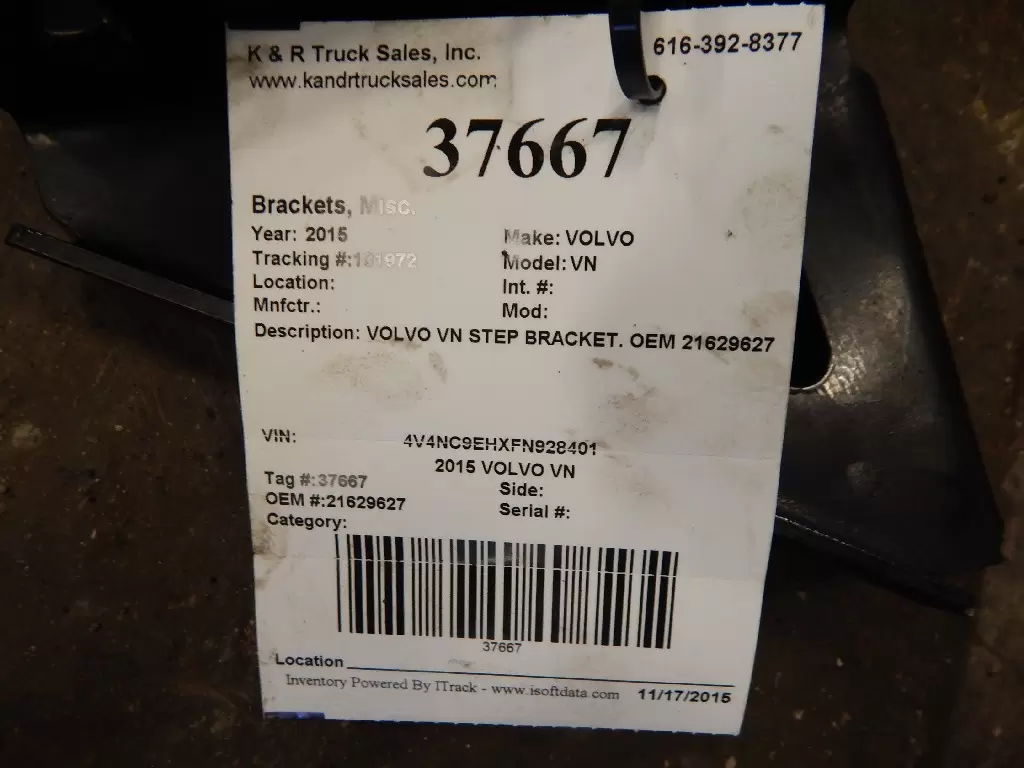 K & R Truck Sales, Inc.
616-392-8377
www.kandrtrucksales.com
37667
Brackets, Misc.
Year: 2015
Make: VOLVO
Tracking #:101972
Model: VN
Location:
Int. #:
Mnfctr.:
Mod:
Description: VOLVO VN STEP BRACKET. OEM 21629627
VIN: 4V4NC9EHXFN928401
2015 VOLVO VN
Tag #:37667
Side:
OEM #:21629627
Serial #:
Category:
37667
Location
Inventory Powered By ITrack - www.isoftdata.com 11/17/2015